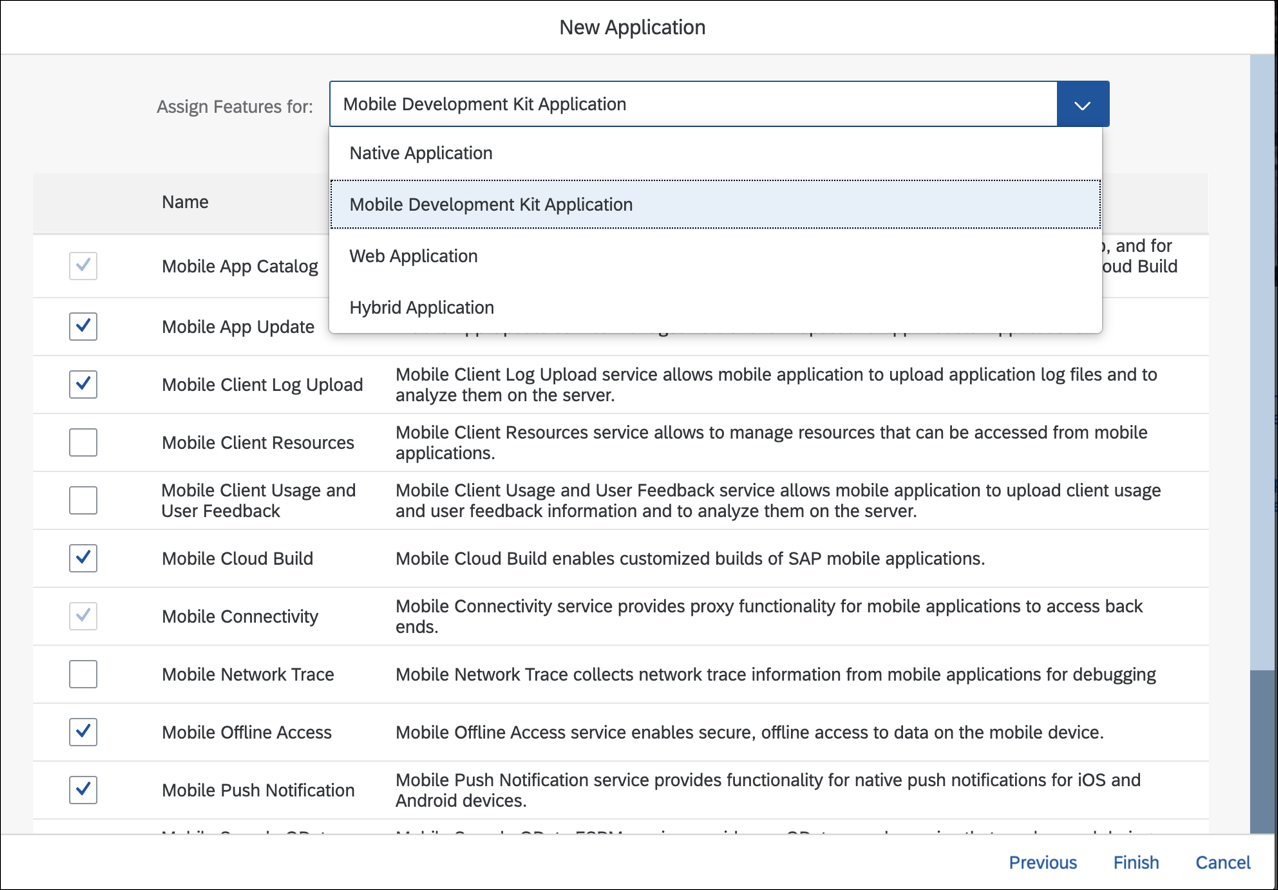 New Application
Assign Features for:
Mobile Development Kit Application
Native Application
Mobile Development Kit Application
Web Application
Hybrid Application
Name
Mobile App Catalog
, and for
oud Build
Mobile App Update
Mobile Client Log Upload
Mobile Client Log Upload service allows mobile application to upload application log files and to
analyze them on the server.
Mobile Client Resources
Mobile Client Resources service allows to manage resources that can be accessed from mobile
applications.
Mobile Client Usage and
User Feedback
Mobile Client Usage and User Feedback service allows mobile application to upload client usage
and user feedback information and to analyze them on the server.
Mobile Cloud Build
Mobile Cloud Build enables customized builds of SAP mobile applications.
Mobile Connectivity
Mobile Connectivity service provides proxy functionality for mobile applications to access back
ends.
Mobile Network Trace
Mobile Network Trace collects network trace information from mobile applications for debugging
Mobile Offline Access
Mobile Offline Access service enables secure, offline access to data on the mobile device.
Mobile Push Notification
Mobile Push Notification service provides functionality for native push notifications for iOS and
Android devices.
Previous
Finish
Cancel